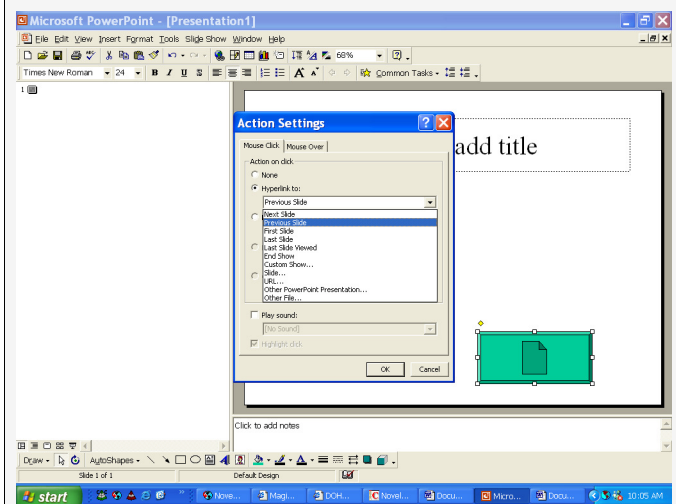 Microsoft PowerPoint - [Presentation1]
File Edit View Insert Format Tools Slide Show Window Help
68%
Times New Roman 24 B I U S Common Tasks
1
add title
Action Settings
Mouse Click Mouse Over
Action on click
None
Hyperlink to:
Previous Slide
Next Slide
Previous Slide
First Slide
Last Slide
Last Slide Viewed
End Show
Custom Show...
Slide...
URL...
Other PowerPoint Presentation...
Other File...
Play sound:
[No Sound]
Highlight click
OK Cancel
Click to add notes
Draw AutoShapes
Slide 1 of 1 Default Design
start Nove... Magi... DOH... Novel... Docu... Micro... Docu... 10:05 AM